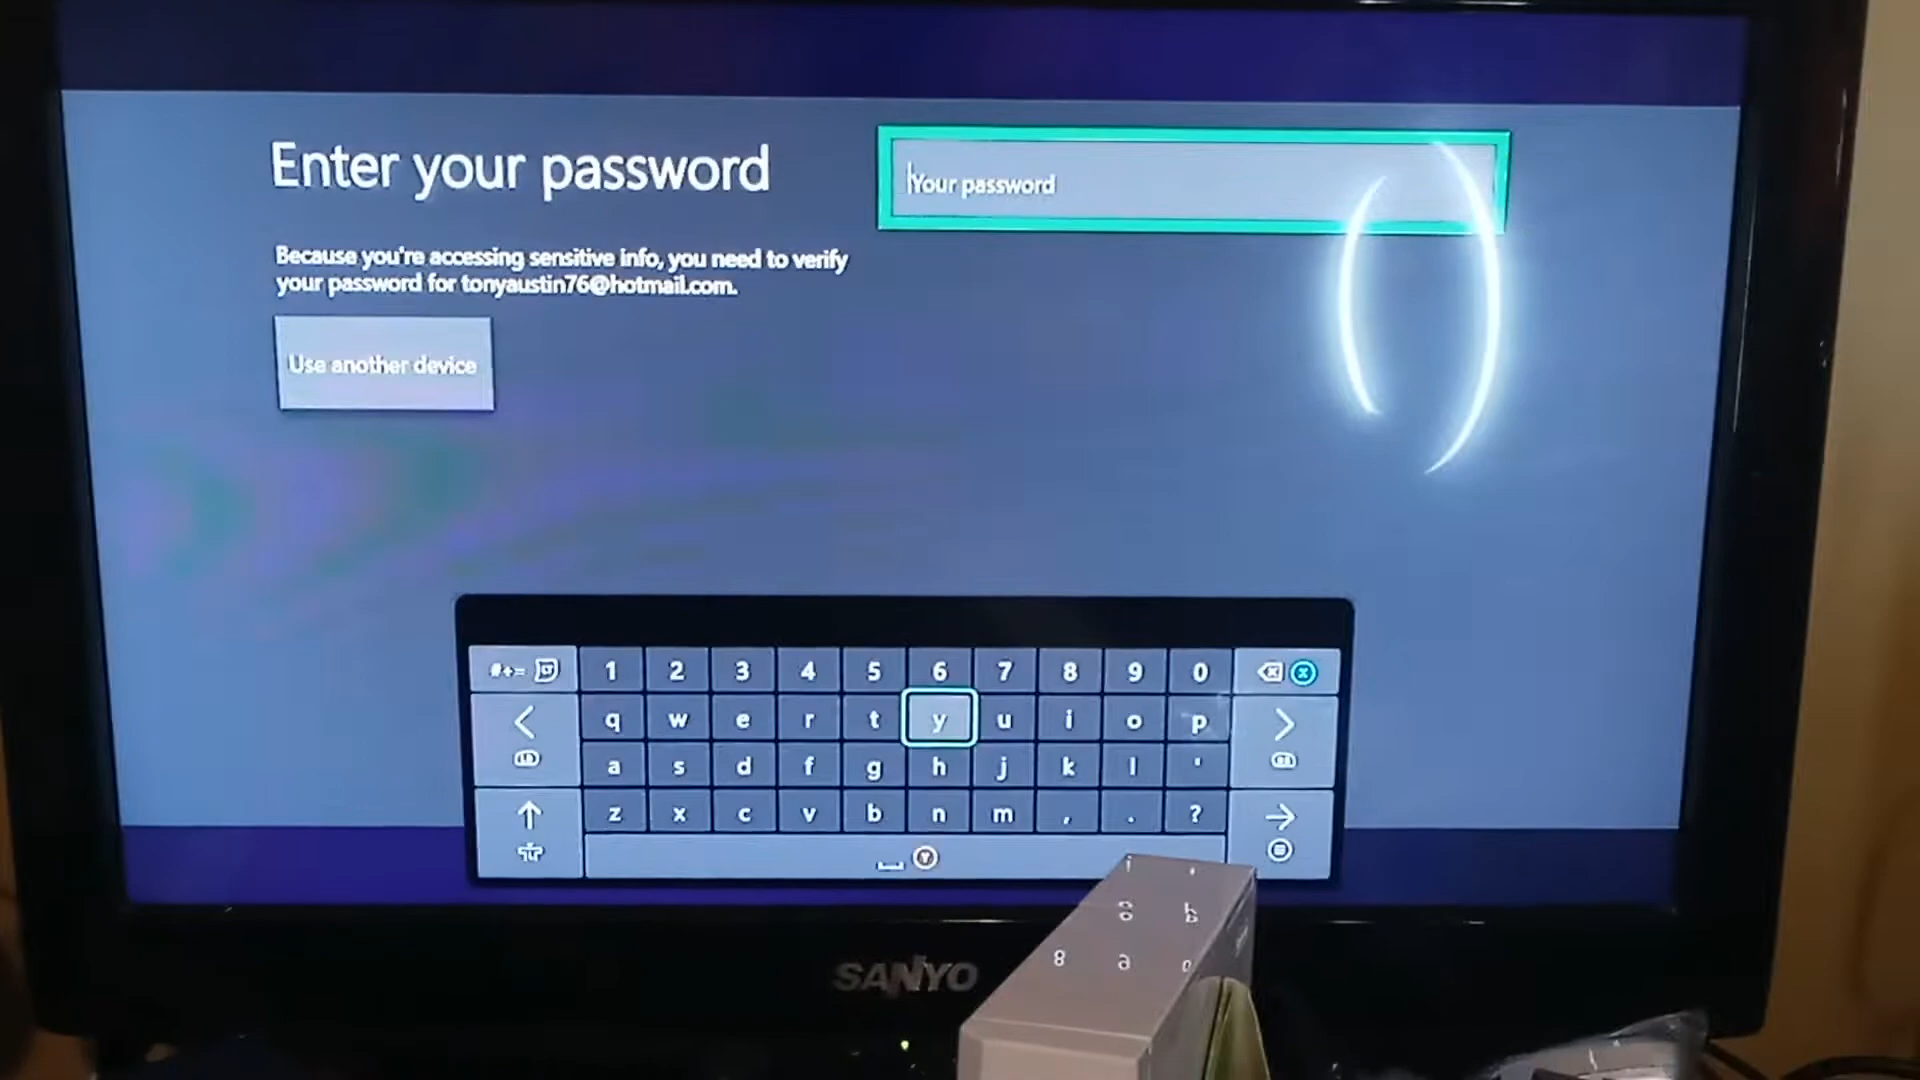 Enter your password
Your password
Because you're accessing sensitive info, you need to verify
your password for tonyaustin76@hotmail.com.
Use another device
#+= 1 2 3 4 5 6 7 8 9 0
q w e r t y u i o p
a s d f g h j k l '
z x c v b n m , . ?
Y
SANYO
8